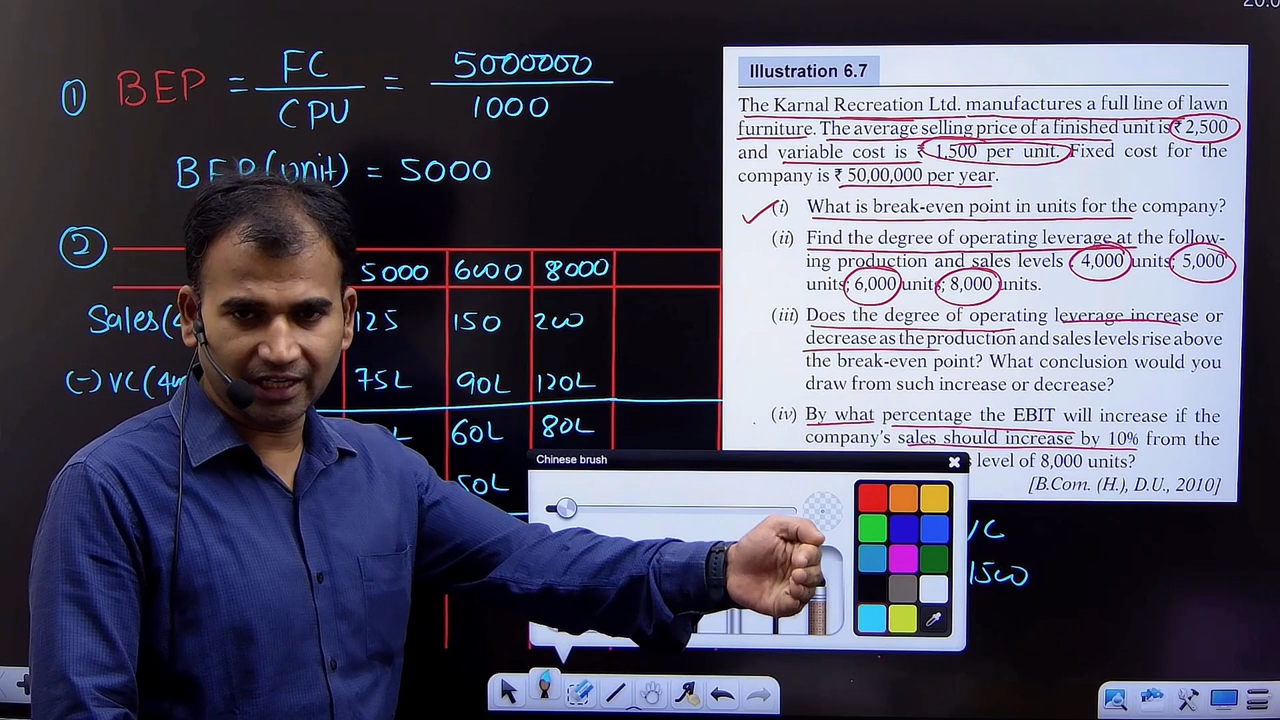 ① BEP = FC / CPU = 5000000 / 1000
BEP (unit) = 5000
②
5000 6000 8000
Sales 125 150 200
(-) VC 75L 90L 120L
L 60L 80L
50L
Illustration 6.7
The Karnal Recreation Ltd. manufactures a full line of lawn
furniture. The average selling price of a finished unit is ₹ 2,500
and variable cost is ₹ 1,500 per unit. Fixed cost for the
company is ₹ 50,00,000 per year.
(i) What is break-even point in units for the company?
(ii) Find the degree of operating leverage at the follow-
ing production and sales levels 4,000 units; 5,000
units; 6,000 units; 8,000 units.
(iii) Does the degree of operating leverage increase or
decrease as the production and sales levels rise above
the break-even point? What conclusion would you
draw from such increase or decrease?
(iv) By what percentage the EBIT will increase if the
company's sales should increase by 10% from the
level of 8,000 units?
[B.Com. (H.), D.U., 2010]
Chinese brush
1500